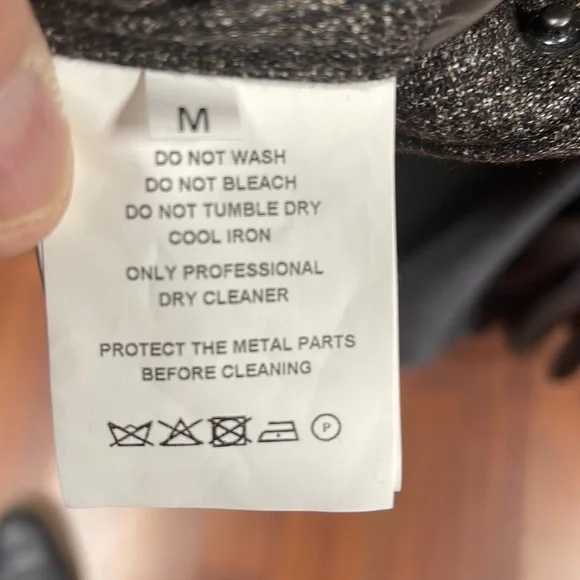 M
DO NOT WASH
DO NOT BLEACH
DO NOT TUMBLE DRY
COOL IRON
ONLY PROFESSIONAL
DRY CLEANER
PROTECT THE METAL PARTS
BEFORE CLEANING
P